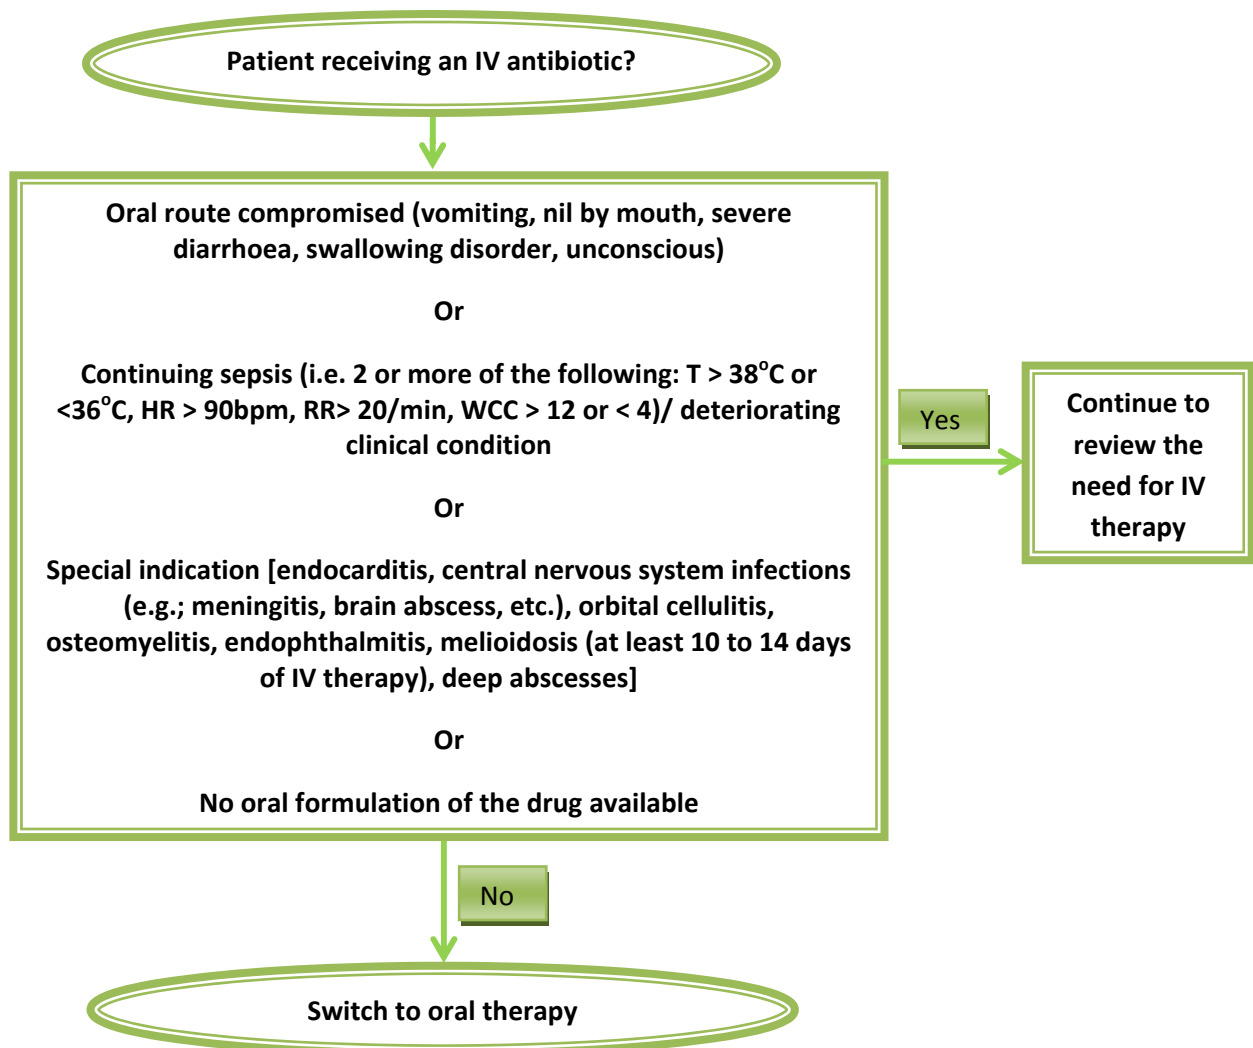 Patient receiving an IV antibiotic?
Oral route compromised (vomiting, nil by mouth, severe
diarrhoea, swallowing disorder, unconscious)
Or
Continuing sepsis (i.e. 2 or more of the following: T > 38°C or
<36°C, HR > 90bpm, RR> 20/min, WCC > 12 or < 4)/ deteriorating
clinical condition
Or
Special indication [endocarditis, central nervous system infections
(e.g.; meningitis, brain abscess, etc.), orbital cellulitis,
osteomyelitis, endophthalmitis, melioidosis (at least 10 to 14 days
of IV therapy), deep abscesses]
Or
No oral formulation of the drug available
Yes
Continue to
review the
need for IV
therapy
No
Switch to oral therapy